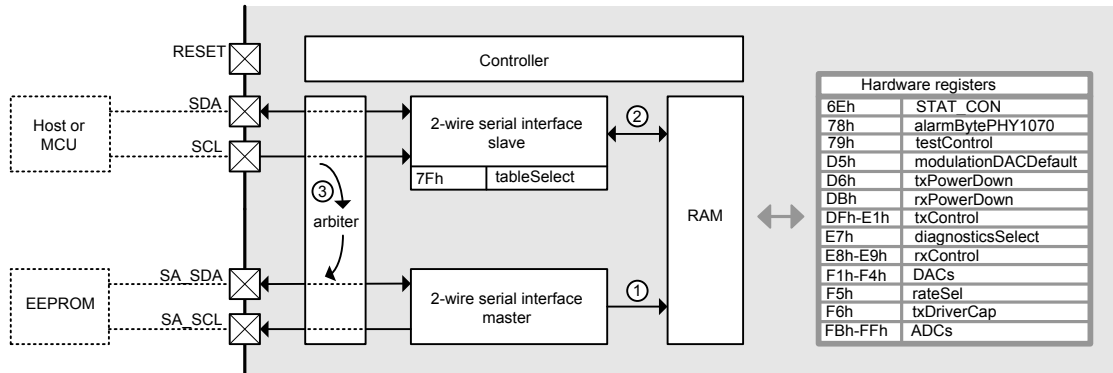 RESET
Controller
Host or
MCU
SDA
SCL
2-wire serial interface
slave
7Fh tableSelect
2
3
arbiter
RAM
EEPROM
SA_SDA
SA_SCL
2-wire serial interface
master
1
Hardware registers
6Eh STAT_CON
78h alarmBytePHY1070
79h testControl
D5h modulationDACDefault
D6h txPowerDown
DBh rxPowerDown
DFh-E1h txControl
E7h diagnosticsSelect
E8h-E9h rxControl
F1h-F4h DACs
F5h rateSel
F6h txDriverCap
FBh-FFh ADCs